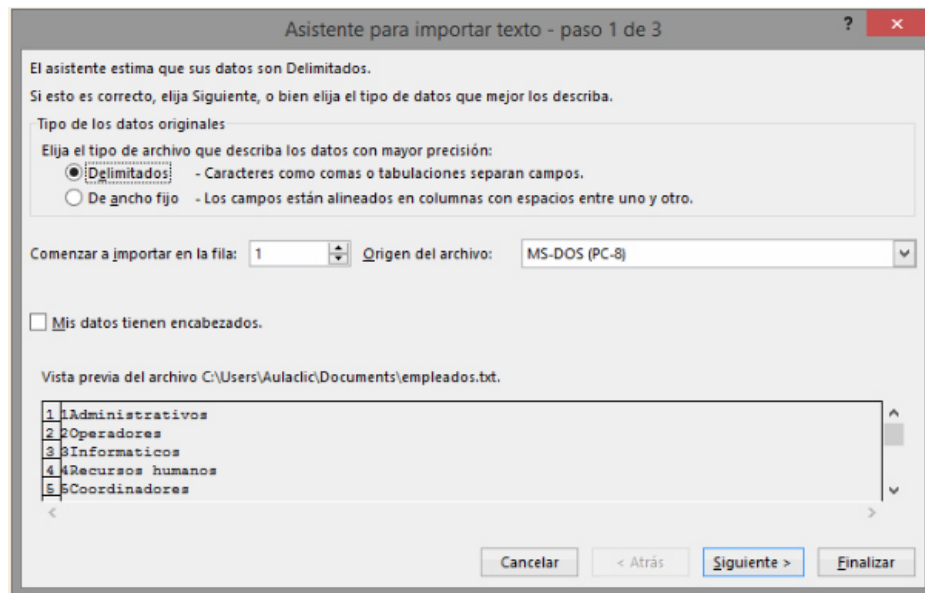 Asistente para importar texto - paso 1 de 3
?
El asistente estima que sus datos son Delimitados.
Si esto es correcto, elija Siguiente, o bien elija el tipo de datos que mejor los describa.
Tipo de los datos originales
Elija el tipo de archivo que describa los datos con mayor precisión:
Delimitados - Caracteres como comas o tabulaciones separan campos.
De ancho fijo - Los campos están alineados en columnas con espacios entre uno y otro.
Comenzar a importar en la fila: 1 Origen del archivo: MS-DOS (PC-8)
Mis datos tienen encabezados.
Vista previa del archivo C:\Users\Aulaclic\Documents\empleados.txt.
1 1Administrativos
2 2Operadores
3 3Informaticos
4 4Recursos humanos
5 5Coordinadores
Cancelar < Atrás Siguiente > Finalizar